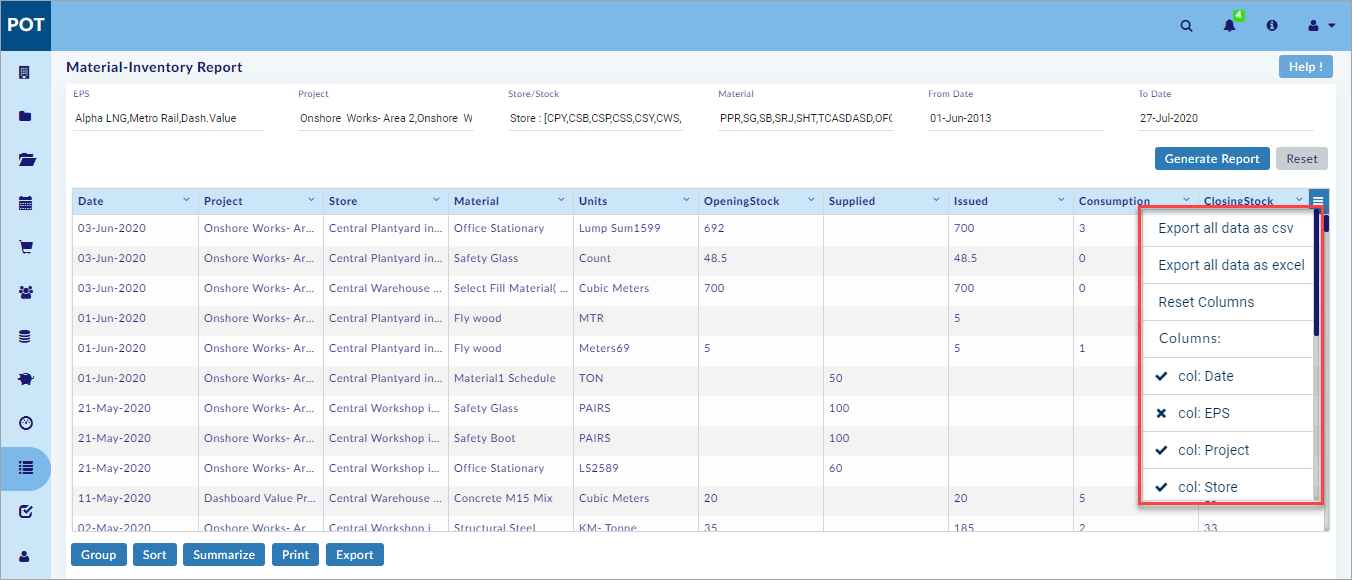 POT
4
Material-Inventory Report
Help !
EPS Project Store/Stock Material From Date To Date
Alpha LNG,Metro Rail,Dash.Value Onshore Works- Area 2,Onshore W Store : [CPY,CSB,CSP,CSS,CSY,CWS, PPR,SG,SB,SRJ,SHT,TCASDASD,OFC 01-Jun-2013 27-Jul-2020
Generate Report Reset
Date Project Store Material Units OpeningStock Supplied Issued Consumption ClosingStock
03-Jun-2020 Onshore Works- Ar... Central Plantyard in... Office Stationary Lump Sum1599 692 700 3
03-Jun-2020 Onshore Works- Ar... Central Plantyard in... Safety Glass Count 48.5 48.5 0
03-Jun-2020 Onshore Works- Ar... Central Warehouse ... Select Fill Material( ... Cubic Meters 700 700 0
01-Jun-2020 Onshore Works- Ar... Central Plantyard in... Fly wood MTR 5
01-Jun-2020 Onshore Works- Ar... Central Plantyard in... Fly wood Meters69 5 5 1
01-Jun-2020 Onshore Works- Ar... Central Plantyard in... Material1 Schedule TON 50
21-May-2020 Onshore Works- Ar... Central Workshop i... Safety Glass PAIRS 100
21-May-2020 Onshore Works- Ar... Central Workshop i... Safety Boot PAIRS 100
21-May-2020 Onshore Works- Ar... Central Workshop i... Office Stationary LS2589 60
11-May-2020 Dashboard Value Pr... Central Warehouse ... Concrete M15 Mix Cubic Meters 20 20 5
02-May-2020 Onshore Works- Ar... Central Workshop i... Structural Steel KM- Tonne 35 185 2 33
Export all data as csv
Export all data as excel
Reset Columns
Columns:
col: Date
col: EPS
col: Project
col: Store
Group Sort Summarize Print Export